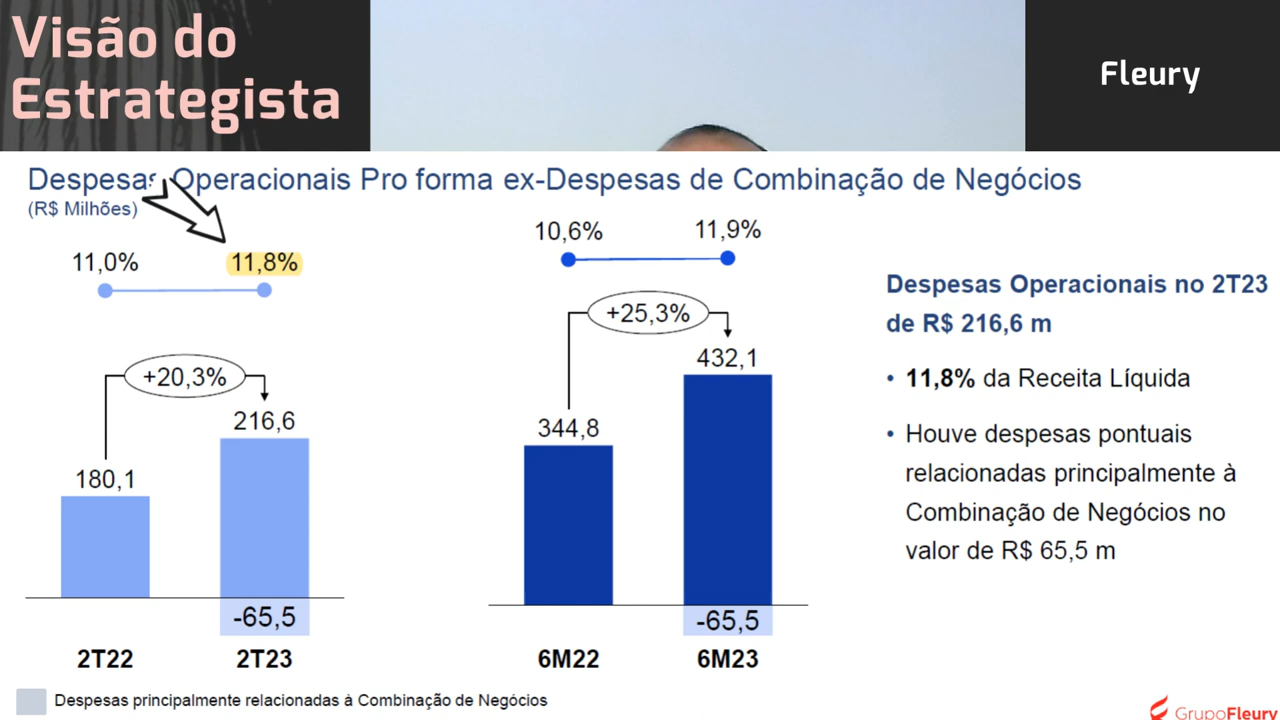 Visão do
Estrategista
Fleury
Despesas Operacionais Pro forma ex-Despesas de Combinação de Negócios
(R$ Milhões)
11,0%
11,8%
+20,3%
180,1
216,6
-65,5
2T22
2T23
10,6%
11,9%
+25,3%
344,8
432,1
-65,5
6M22
6M23
Despesas Operacionais no 2T23
de R$ 216,6 m
• 11,8% da Receita Líquida
• Houve despesas pontuais
relacionadas principalmente à
Combinação de Negócios no
valor de R$ 65,5 m
Despesas principalmente relacionadas à Combinação de Negócios
GrupoFleury